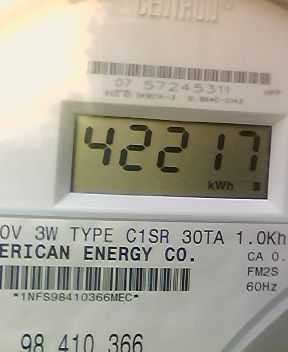 CENTRON
07 57245311
HPP
42217
kWh
0V 3W TYPE C1SR 30TA 1.0Kh
ERICAN ENERGY CO.
CA 0.
FM2S
60Hz
*1NFS98410366MEC*
98 410 366